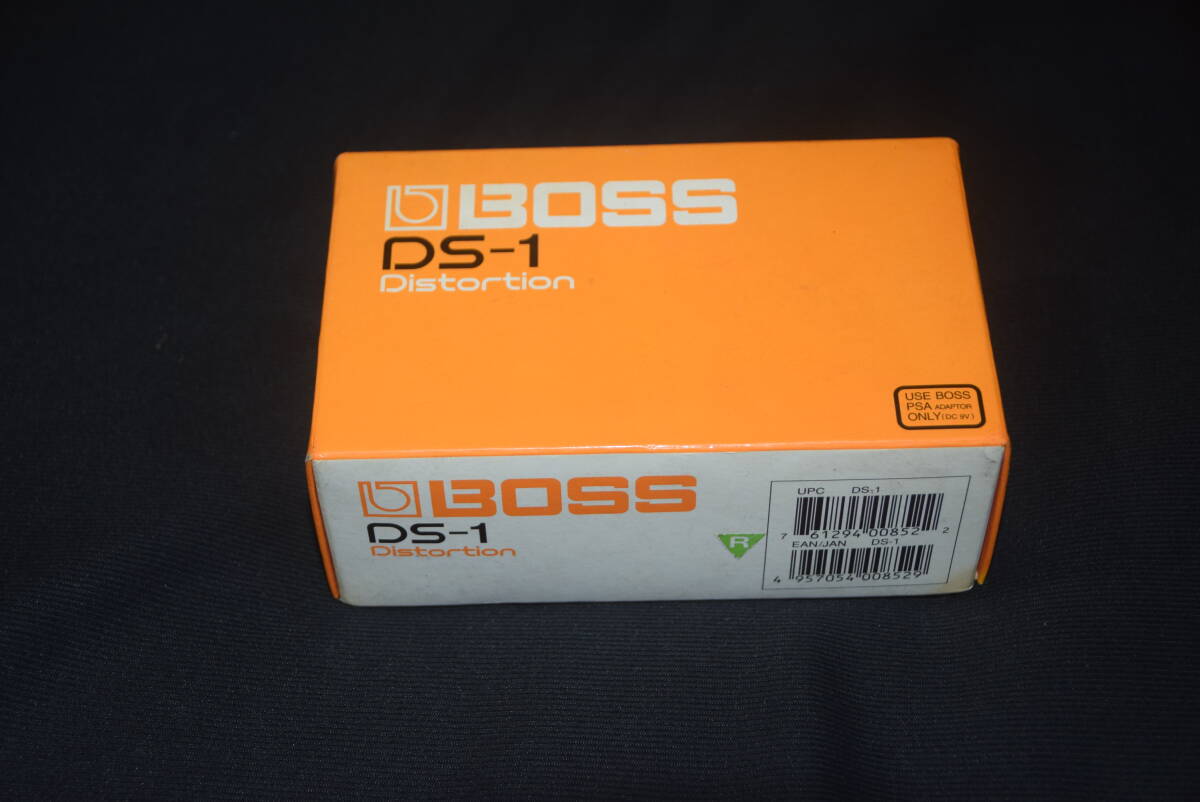 BOSS
DS-1
Distortion
USE BOSS
PSA ADAPTOR
ONLY (DC 9V)
BOSS
DS-1
Distortion
R
UPC DS-1
7 61294 00852 2
EAN/JAN DS-1
4 957054 008529